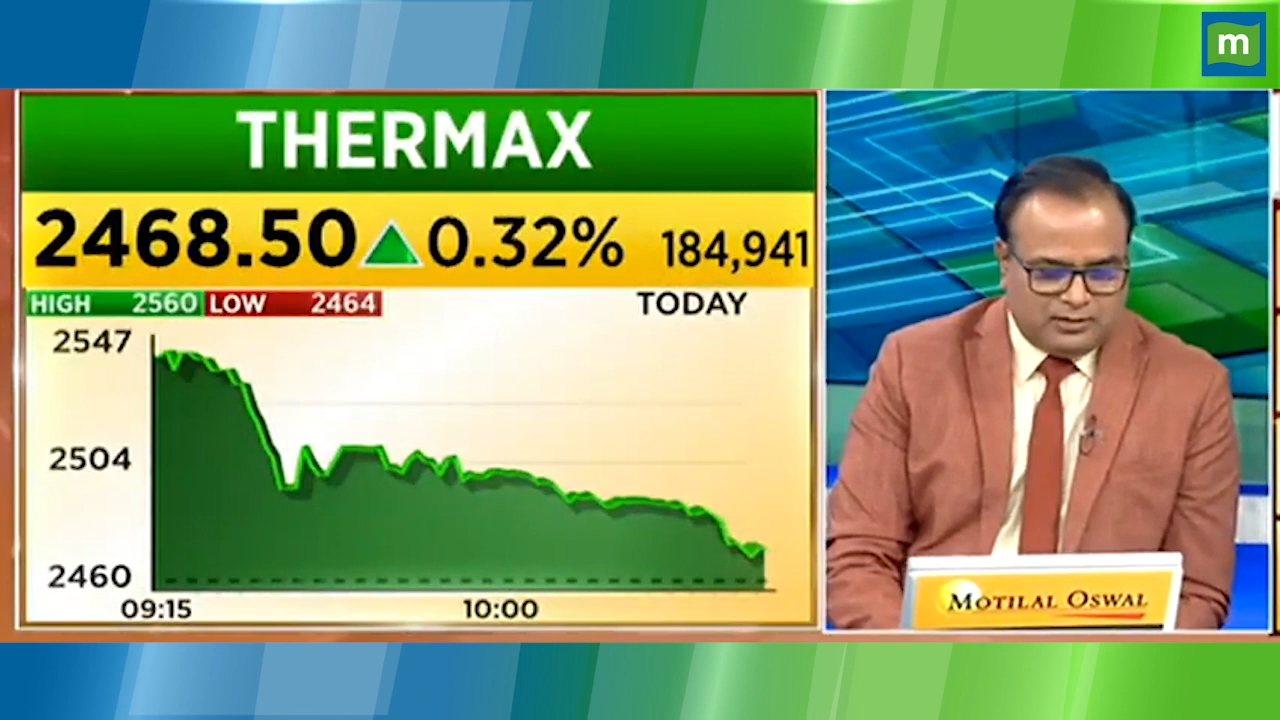 m
THERMAX
2468.50 ▲ 0.32% 184,941
HIGH 2560 LOW 2464 TODAY
2547
2504
2460
09:15 10:00
MOTILAL OSWAL